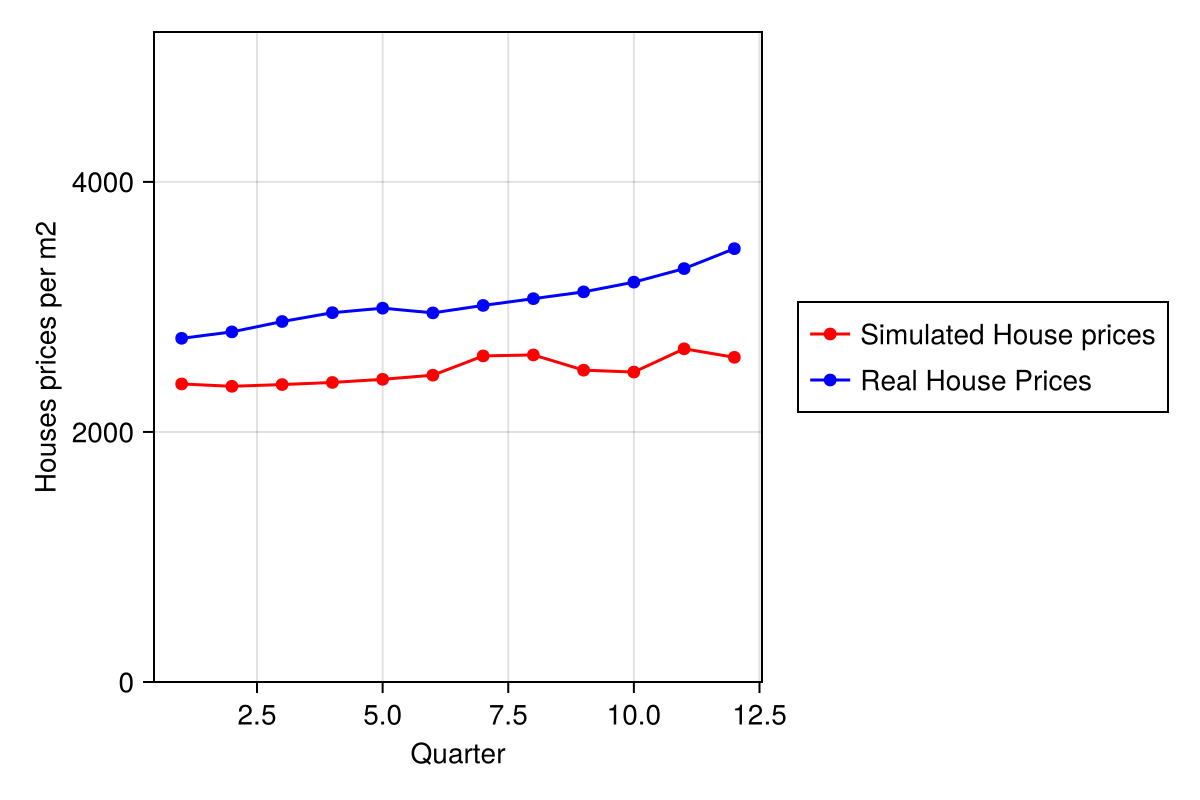 4000
2000
0
Houses prices per m2
2.5 5.0 7.5 10.0 12.5
Quarter
Simulated House prices
Real House Prices